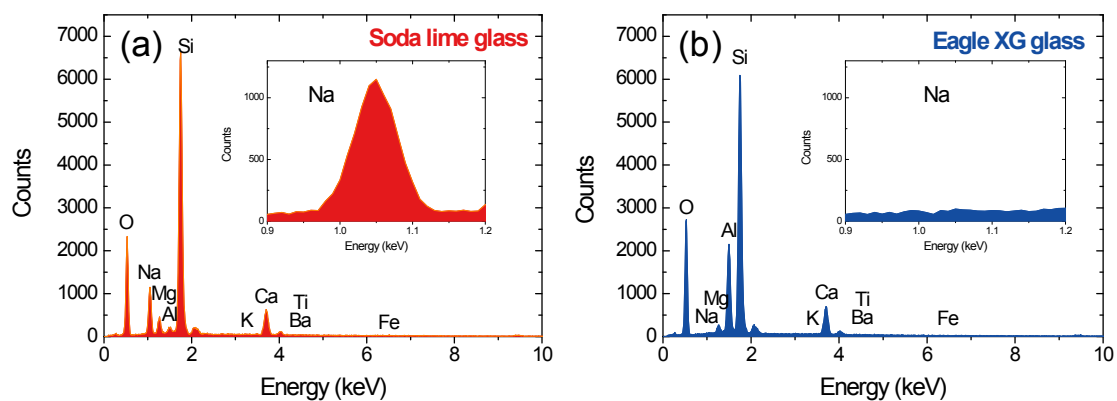 (a)
Soda lime glass
7000
6000
5000
4000
3000
2000
1000
0
Counts
0
2
4
6
8
10
Energy (keV)
O
Na
Mg
Al
Si
K
Ca
Ti
Ba
Fe
Na
1000
500
0
Counts
0.9
1.0
1.1
1.2
Energy (keV)
(b)
Eagle XG glass
7000
6000
5000
4000
3000
2000
1000
0
Counts
0
2
4
6
8
10
Energy (keV)
O
Na
Mg
Al
Si
K
Ca
Ti
Ba
Fe
Na
1000
500
0
Counts
0.9
1.0
1.1
1.2
Energy (keV)